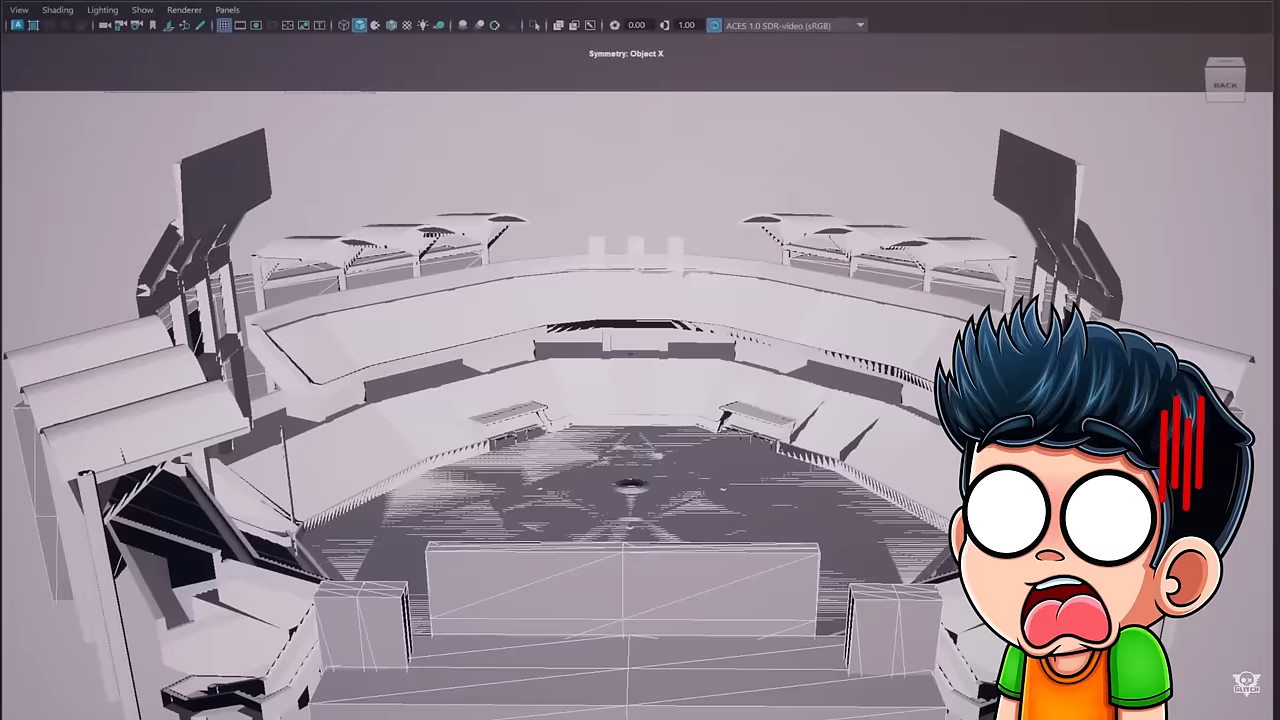 View Shading Lighting Show Renderer Panels
A 0.00 1.00 ACES 1.0 SDR-video (sRGB)
Symmetry: Object X
BACK
GLITCH